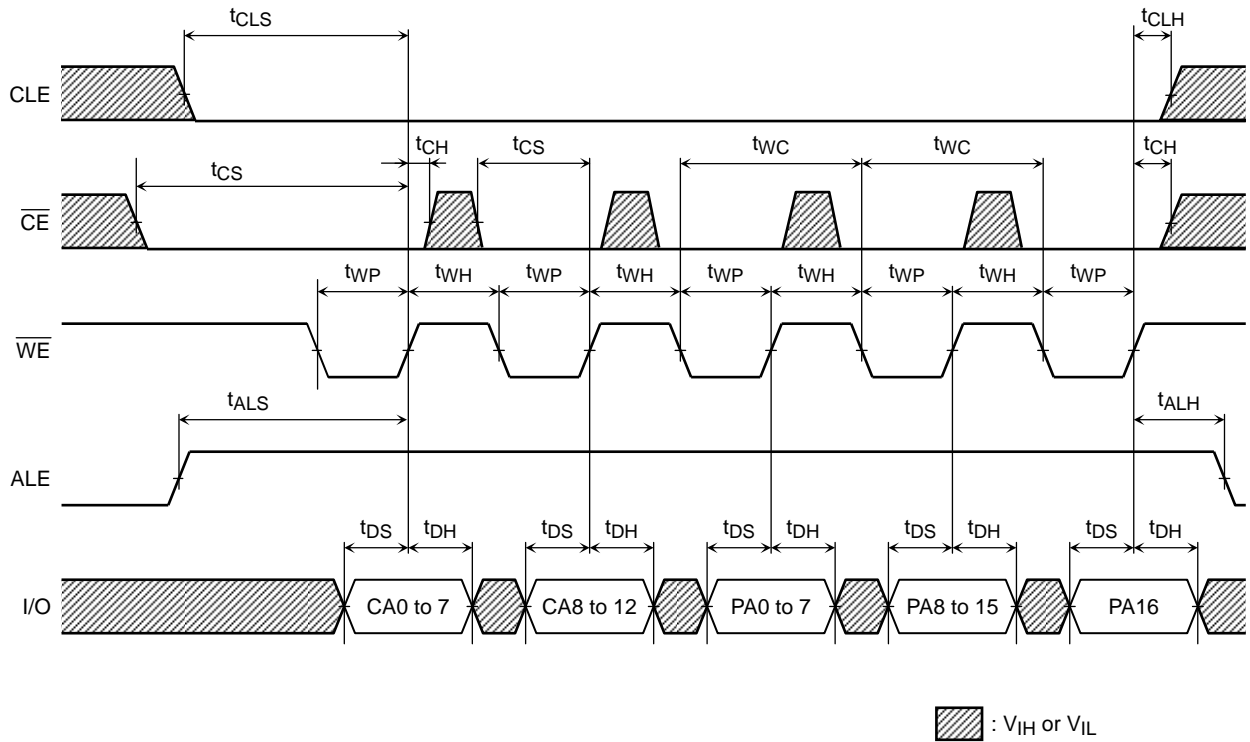 tCLS tCLH
CLE
tCH tCS tWC tWC tCH
tCS
CE
tWP tWH tWP tWH tWP tWH tWP tWH tWP
WE
tALS tALH
ALE
tDS tDH tDS tDH tDS tDH tDS tDH tDS tDH
I/O CA0 to 7 CA8 to 12 PA0 to 7 PA8 to 15 PA16
: VIH or VIL